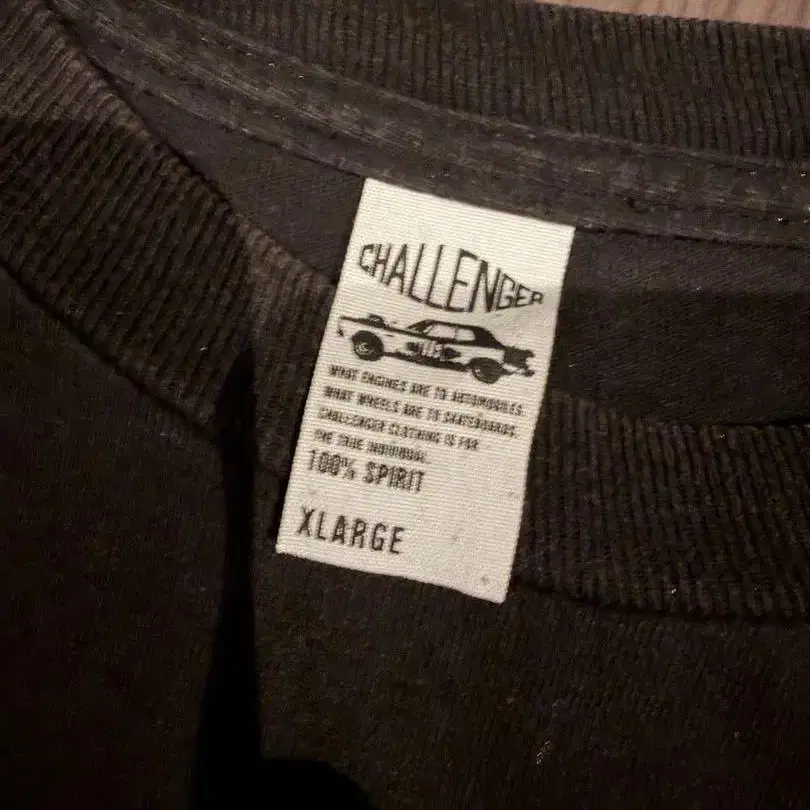 CHALLENGER
WHAT ENGINES ARE TO AUTOMOBILES.
WHAT WHEELS ARE TO SKATEBOARDS.
CHALLENGER CLOTHING IS FOR
THE TRUE INDIVIDUAL.
100% SPIRIT
XLARGE